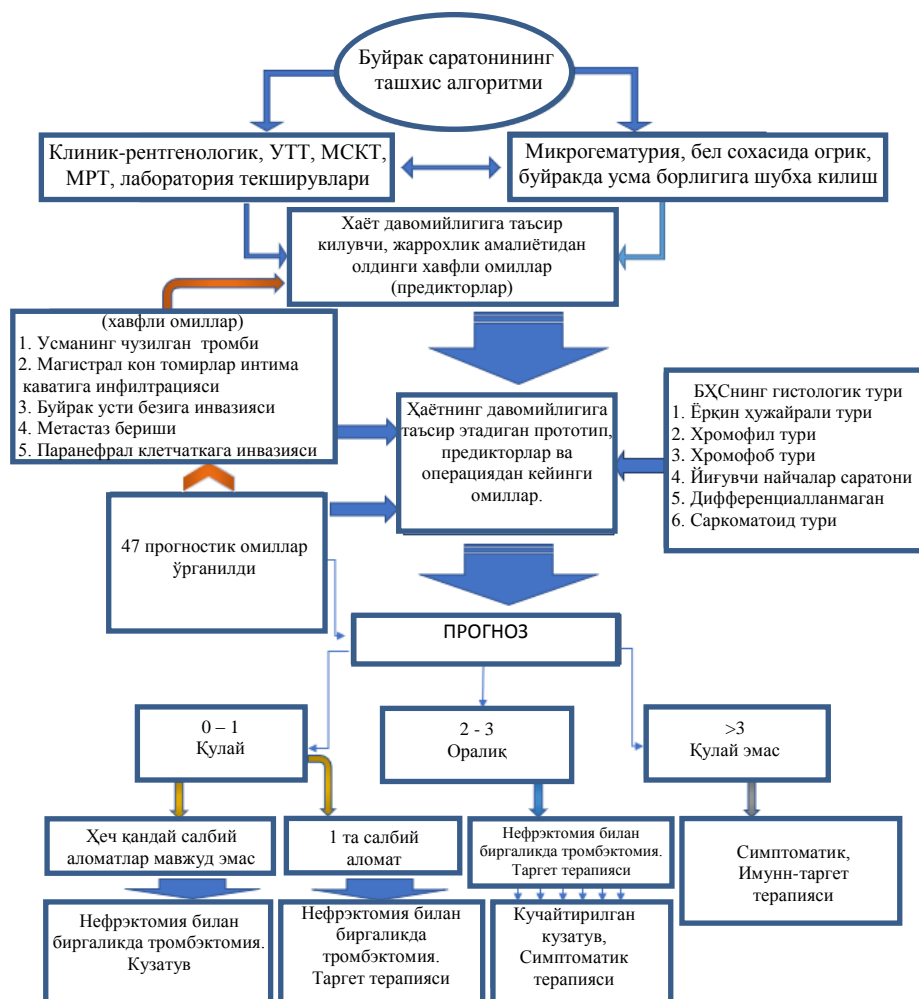 Буйрак саратонининг
ташхис алгоритми
Клиник-рентгенологик, УТТ, МСКТ,
МРТ, лаборатория текширувлари
Микрогематурия, бел сохасида огрик,
буйракда усма борлигига шубха килиш
Хаёт давомийлигига таъсир
килувчи, жаррохлик амалиётидан
олдинги хавфли омиллар
(предикторлар)
(хавфли омиллар)
1. Усманинг чузилган тромби
2. Магистрал кон томирлар интима
каватига инфилтрацияси
3. Буйрак усти безига инвазияси
4. Метастаз бериши
5. Паранефрал клетчаткага инвазияси
Ҳаётнинг давомийлигига
таъсир этадиган прототип,
предикторлар ва
операциядан кейинги
омиллар.
БҲСнинг гистологик тури
1. Ёрқин ҳужайрали тури
2. Хромофил тури
3. Хромофоб тури
4. Йиғувчи найчалар саратони
5. Дифференциалланмаган
6. Саркоматоид тури
47 прогностик омиллар
ўрганилди
ПРОГНОЗ
0 – 1
Қулай
2 - 3
Оралиқ
>3
Қулай эмас
Ҳеч қандай салбий
аломатлар мавжуд эмас
1 та салбий
аломат
Нефрэктомия билан
биргаликда тромбэктомия.
Таргет терапияси
Симптоматик,
Имунн-таргет
терапияси
Нефрэктомия билан
биргаликда тромбэктомия.
Кузатув
Нефрэктомия билан
биргаликда
тромбэктомия.
Таргет терапияси
Кучайтирилган
кузатув,
Симптоматик
терапияси